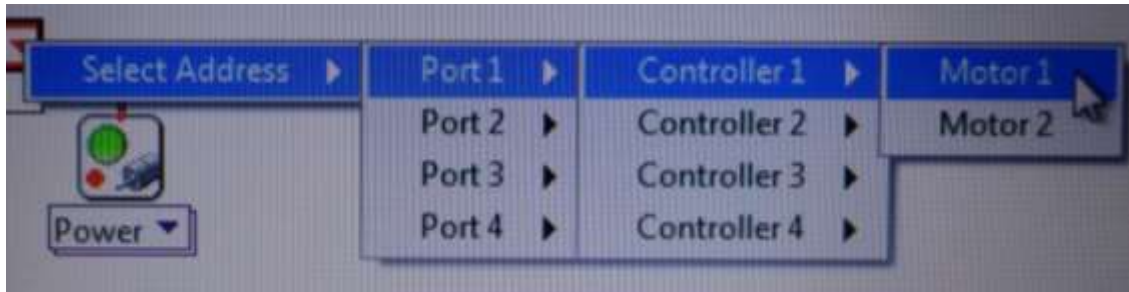 Select Address Port 1 Controller 1 Motor 1
Port 2 Controller 2 Motor 2
Port 3 Controller 3
Port 4 Controller 4
Power